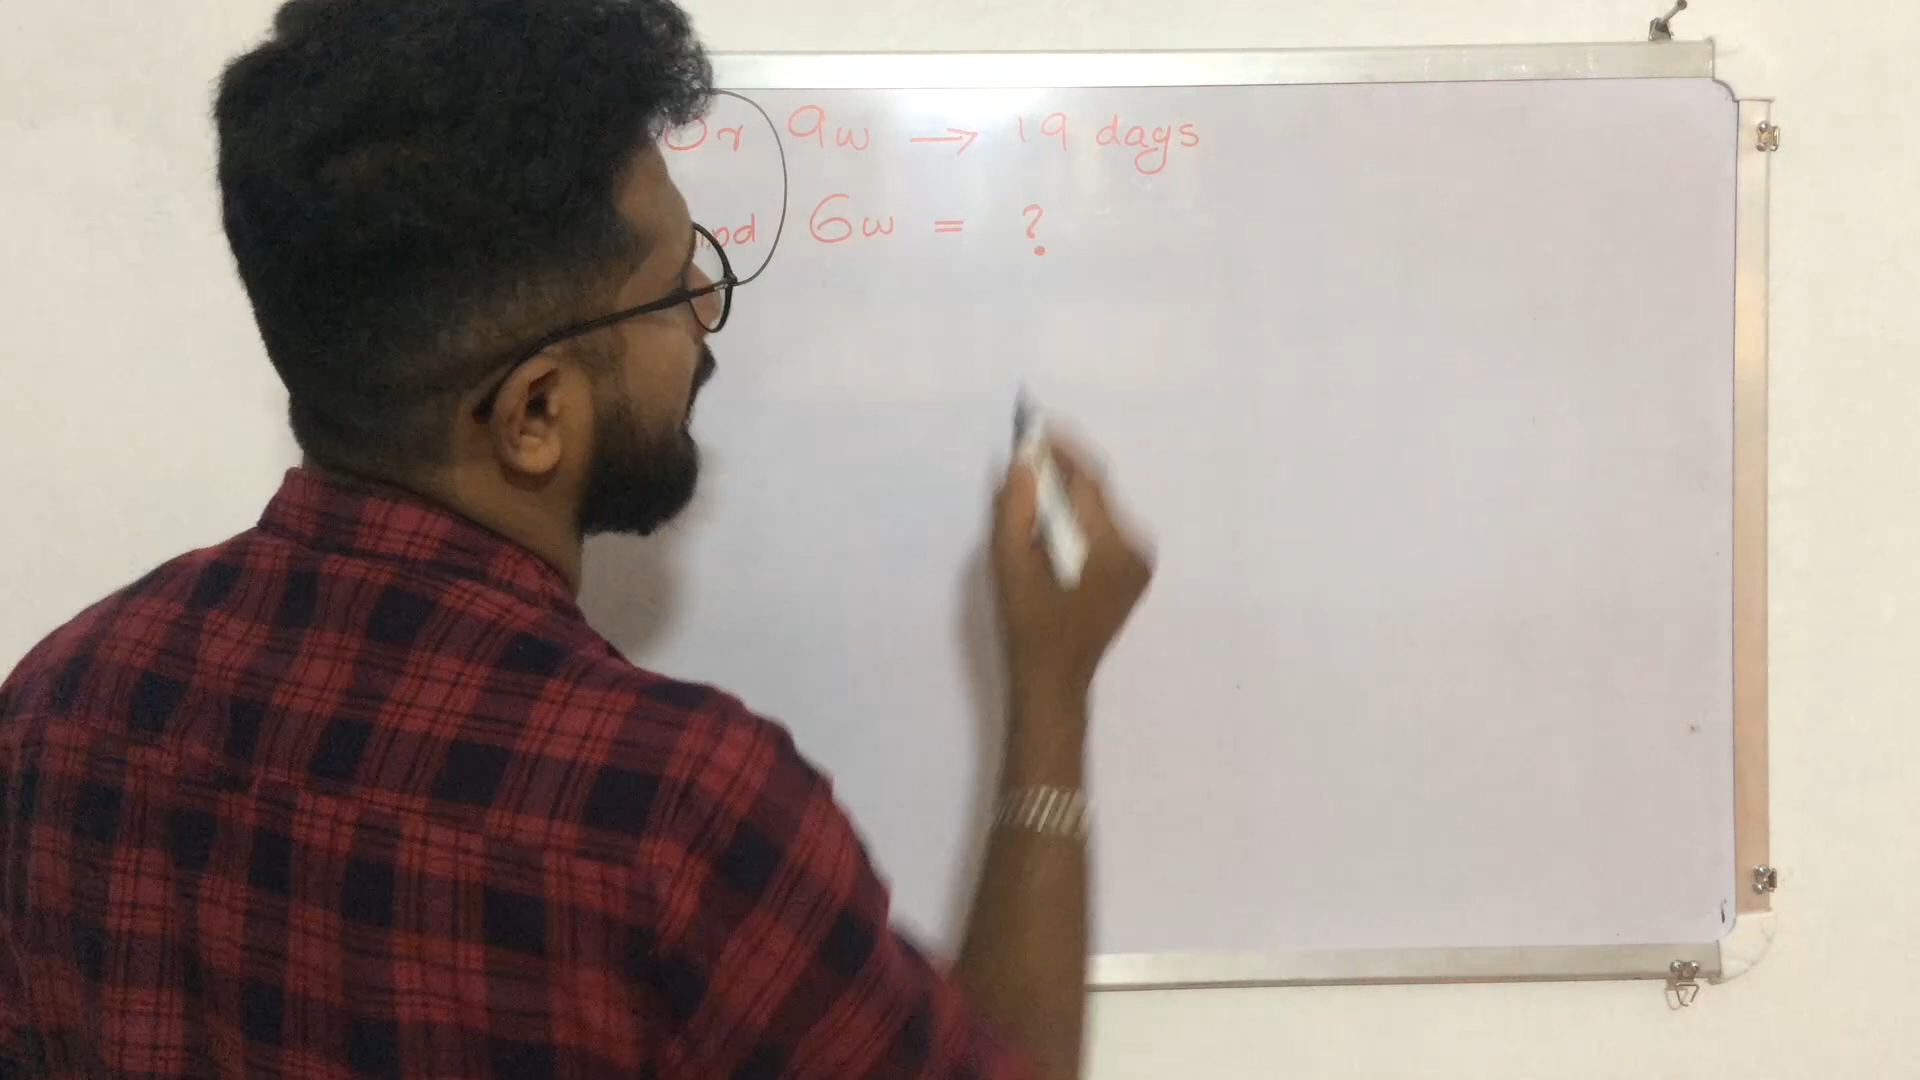 Or 9w → 19 days
and 6w = ?